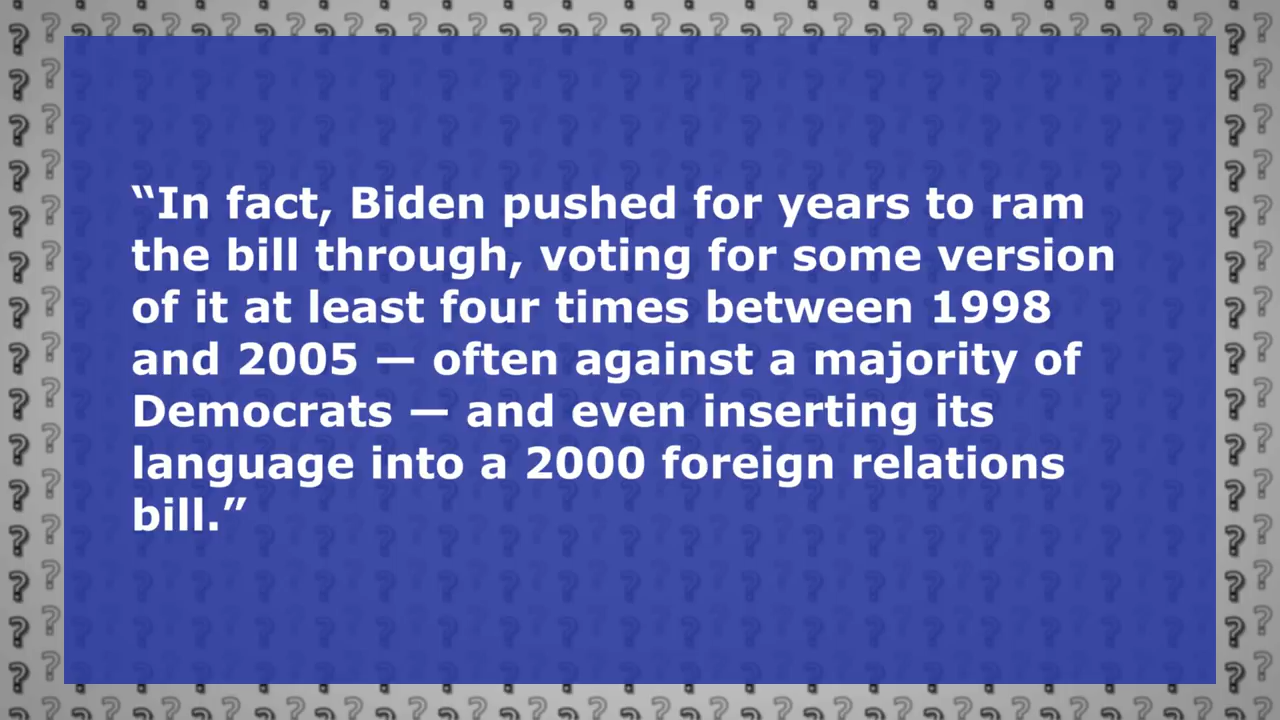 “In fact, Biden pushed for years to ram
the bill through, voting for some version
of it at least four times between 1998
and 2005 — often against a majority of
Democrats — and even inserting its
language into a 2000 foreign relations
bill.”